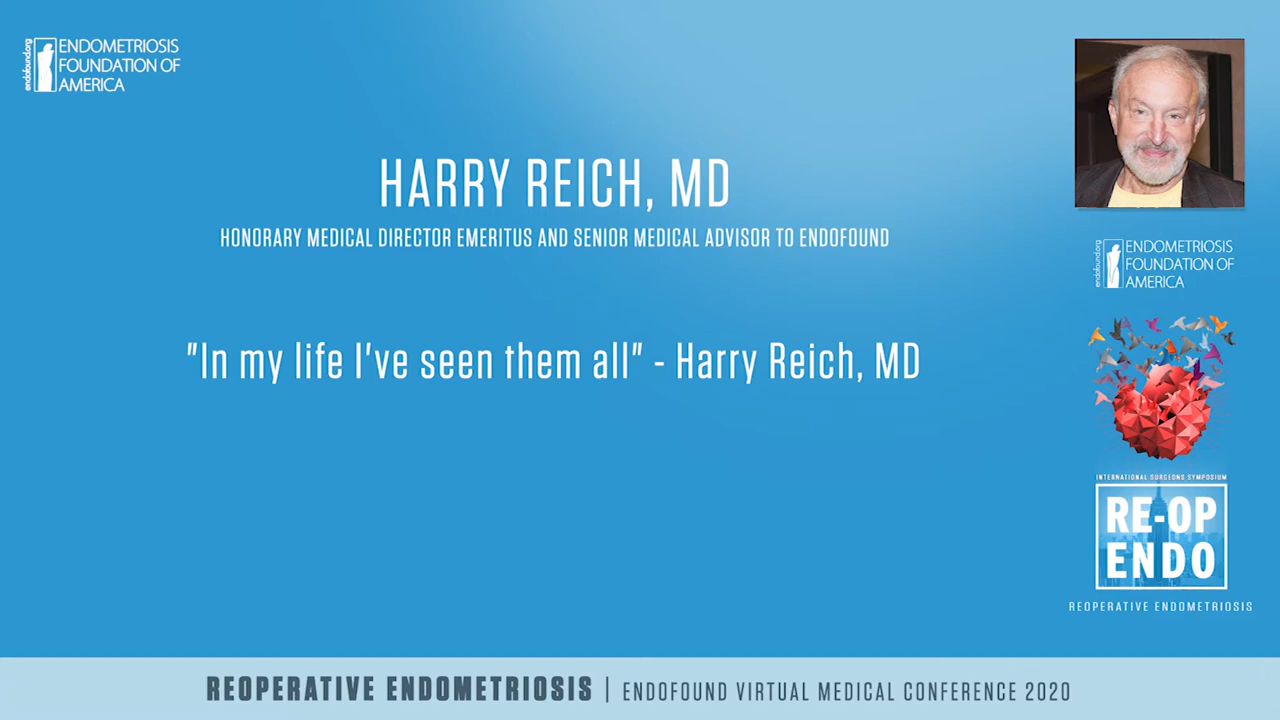 endofound.org
ENDOMETRIOSIS
FOUNDATION OF
AMERICA
HARRY REICH, MD
HONORARY MEDICAL DIRECTOR EMERITUS AND SENIOR MEDICAL ADVISOR TO ENDOFOUND
"In my life I've seen them all" - Harry Reich, MD
endofound.org
ENDOMETRIOSIS
FOUNDATION OF
AMERICA
INTERNATIONAL SURGEONS SYMPOSIUM
RE-OP
ENDO
REOPERATIVE ENDOMETRIOSIS
REOPERATIVE ENDOMETRIOSIS | ENDOFOUND VIRTUAL MEDICAL CONFERENCE 2020